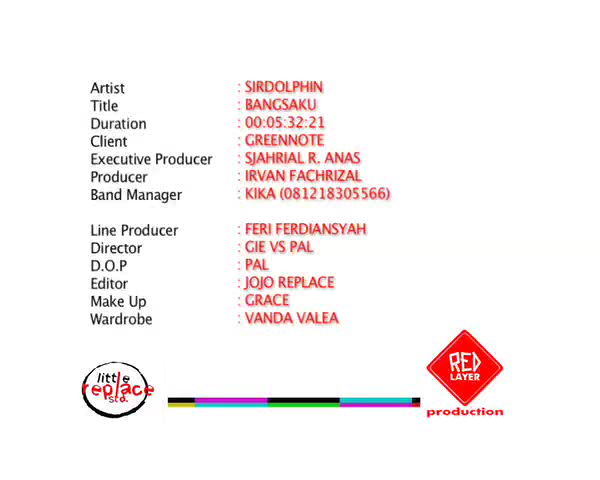 Artist : SIRDOLPHIN
Title : BANGSAKU
Duration : 00:05:32:21
Client : GREENNOTE
Executive Producer : SJAHRIAL R. ANAS
Producer : IRVAN FACHRIZAL
Band Manager : KIKA (081218305566)
Line Producer : FERI FERDIANSYAH
Director : GIE VS PAL
D.O.P : PAL
Editor : JOJO REPLACE
Make Up : GRACE
Wardrobe : VANDA VALEA
little
replace
std.
RED
LAYER
production